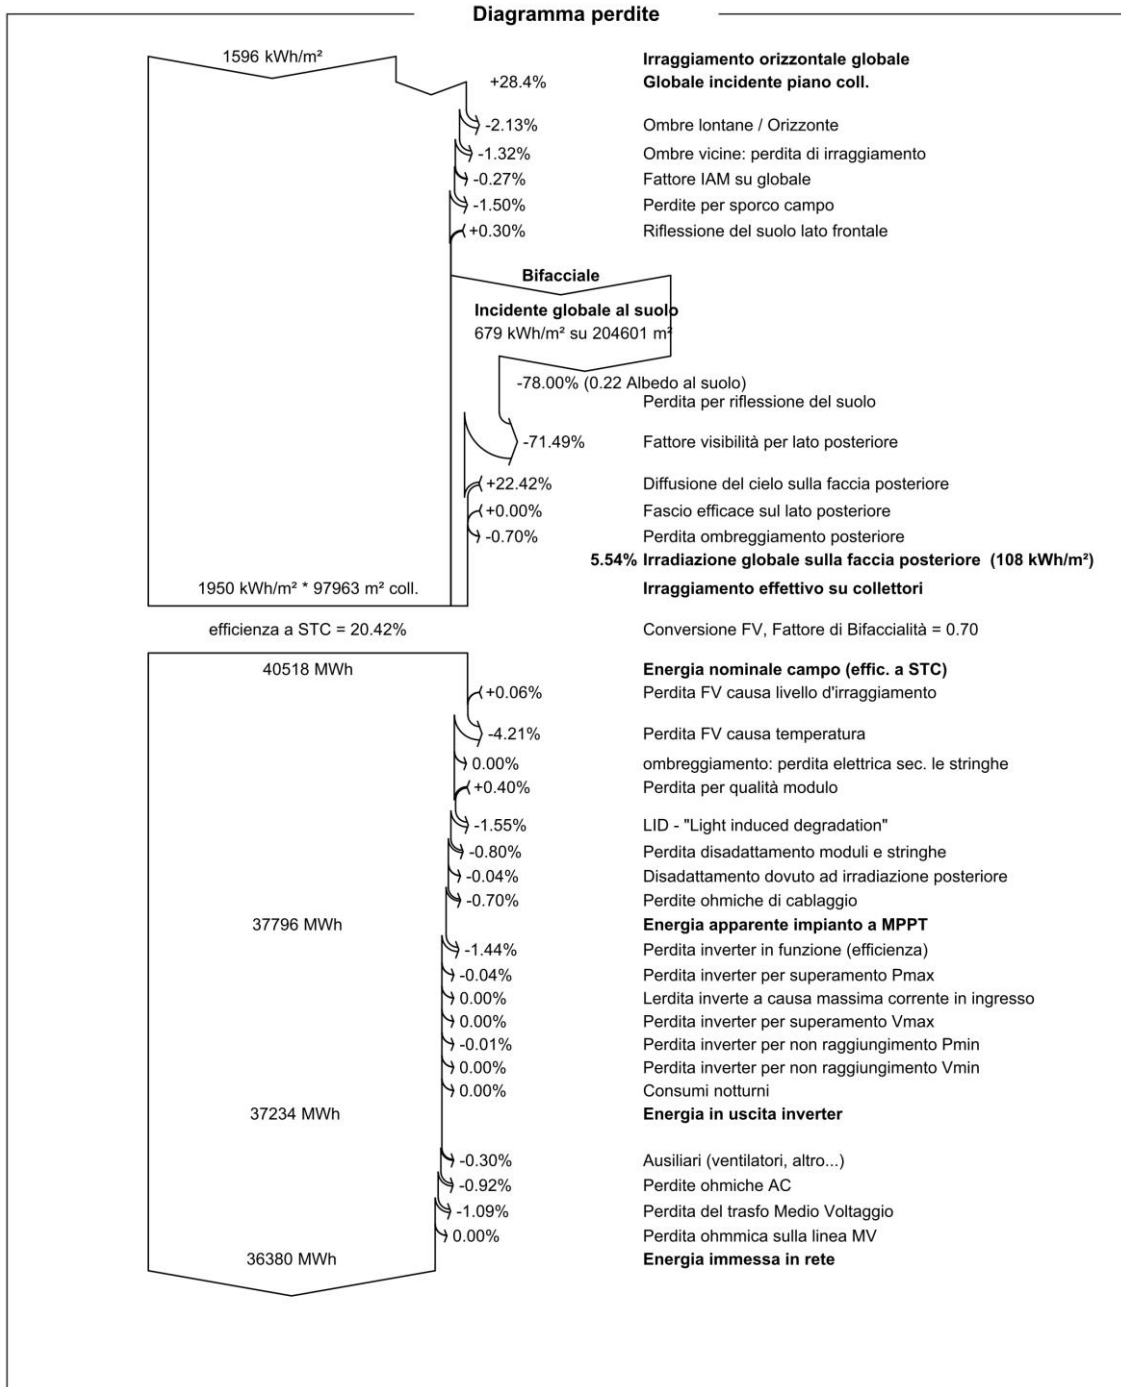 Diagramma perdite
1596 kWh/m² Irraggiamento orizzontale globale
+28.4% Globale incidente piano coll.
-2.13% Ombre lontane / Orizzonte
-1.32% Ombre vicine: perdita di irraggiamento
-0.27% Fattore IAM su globale
-1.50% Perdite per sporco campo
+0.30% Riflessione del suolo lato frontale
Bifacciale
Incidente globale al suolo
679 kWh/m² su 204601 m²
-78.00% (0.22 Albedo al suolo)
Perdita per riflessione del suolo
-71.49% Fattore visibilità per lato posteriore
+22.42% Diffusione del cielo sulla faccia posteriore
+0.00% Fascio efficace sul lato posteriore
-0.70% Perdita ombreggiamento posteriore
5.54% Irradiazione globale sulla faccia posteriore (108 kWh/m²)
1950 kWh/m² * 97963 m² coll. Irraggiamento effettivo su collettori
efficienza a STC = 20.42% Conversione FV, Fattore di Bifaccialità = 0.70
40518 MWh Energia nominale campo (effic. a STC)
+0.06% Perdita FV causa livello d'irraggiamento
-4.21% Perdita FV causa temperatura
0.00% ombreggiamento: perdita elettrica sec. le stringhe
+0.40% Perdita per qualità modulo
-1.55% LID - "Light induced degradation"
-0.80% Perdita disadattamento moduli e stringhe
-0.04% Disadattamento dovuto ad irradiazione posteriore
-0.70% Perdite ohmiche di cablaggio
37796 MWh Energia apparente impianto a MPPT
-1.44% Perdita inverter in funzione (efficienza)
-0.04% Perdita inverter per superamento Pmax
0.00% Lerdita inverte a causa massima corrente in ingresso
0.00% Perdita inverter per superamento Vmax
-0.01% Perdita inverter per non raggiungimento Pmin
0.00% Perdita inverter per non raggiungimento Vmin
0.00% Consumi notturni
37234 MWh Energia in uscita inverter
-0.30% Ausiliari (ventilatori, altro...)
-0.92% Perdite ohmiche AC
-1.09% Perdita del trasfo Medio Voltaggio
0.00% Perdita ohmmica sulla linea MV
36380 MWh Energia immessa in rete